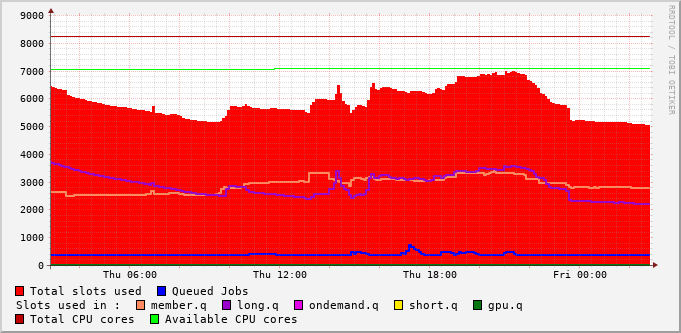 9000
8000
7000
6000
5000
4000
3000
2000
1000
0
Thu 06:00 Thu 12:00 Thu 18:00 Fri 00:00
RRDTOOL / TOBI OETIKER
Total slots used Queued Jobs
Slots used in : member.q long.q ondemand.q short.q gpu.q
Total CPU cores Available CPU cores